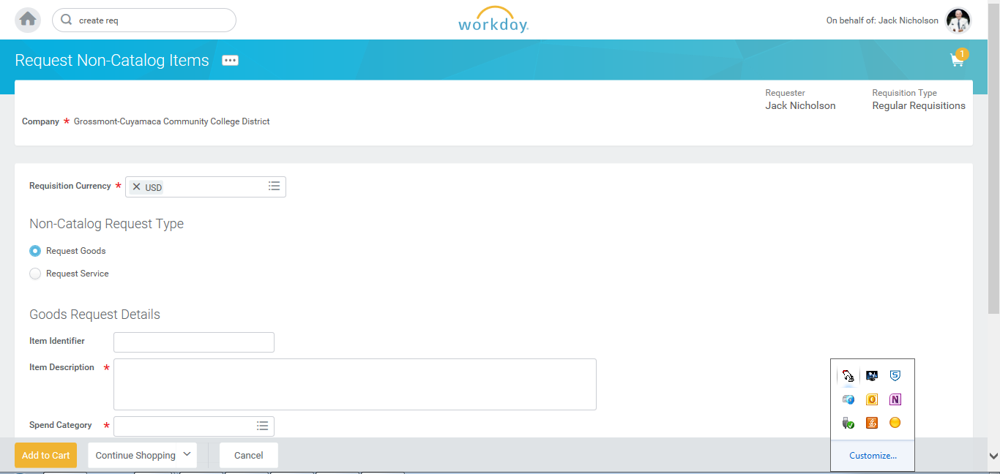 create req
workday.
On behalf of: Jack Nicholson
Request Non-Catalog Items
1
Requester
Jack Nicholson
Requisition Type
Regular Requisitions
Company * Grossmont-Cuyamaca Community College District
Requisition Currency * USD
Non-Catalog Request Type
Request Goods
Request Service
Goods Request Details
Item Identifier
Item Description *
Spend Category *
Add to Cart
Continue Shopping
Cancel
Customize...